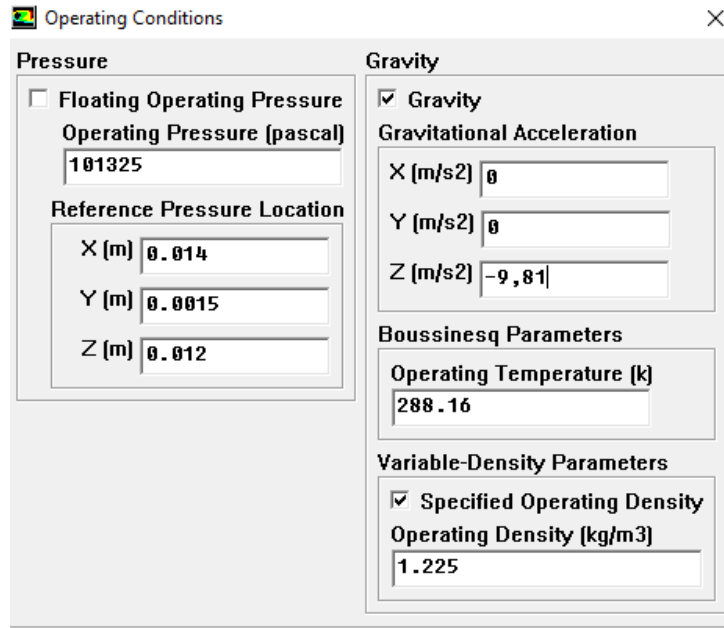 Operating Conditions
Pressure
Floating Operating Pressure
Operating Pressure (pascal)
101325
Reference Pressure Location
X (m) 0.014
Y (m) 0.0015
Z (m) 0.012
Gravity
Gravity
Gravitational Acceleration
X (m/s2) 0
Y (m/s2) 0
Z (m/s2) -9,81
Boussinesq Parameters
Operating Temperature (k)
288.16
Variable-Density Parameters
Specified Operating Density
Operating Density (kg/m3)
1.225